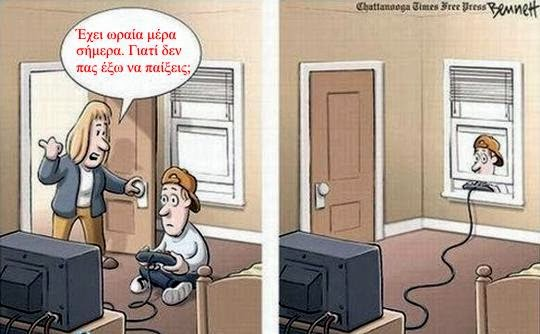 Chattanooga Times Free Press Bennett
Έχει ωραία μέρα
σήμερα. Γιατί δεν
πας έξω να παίξεις;